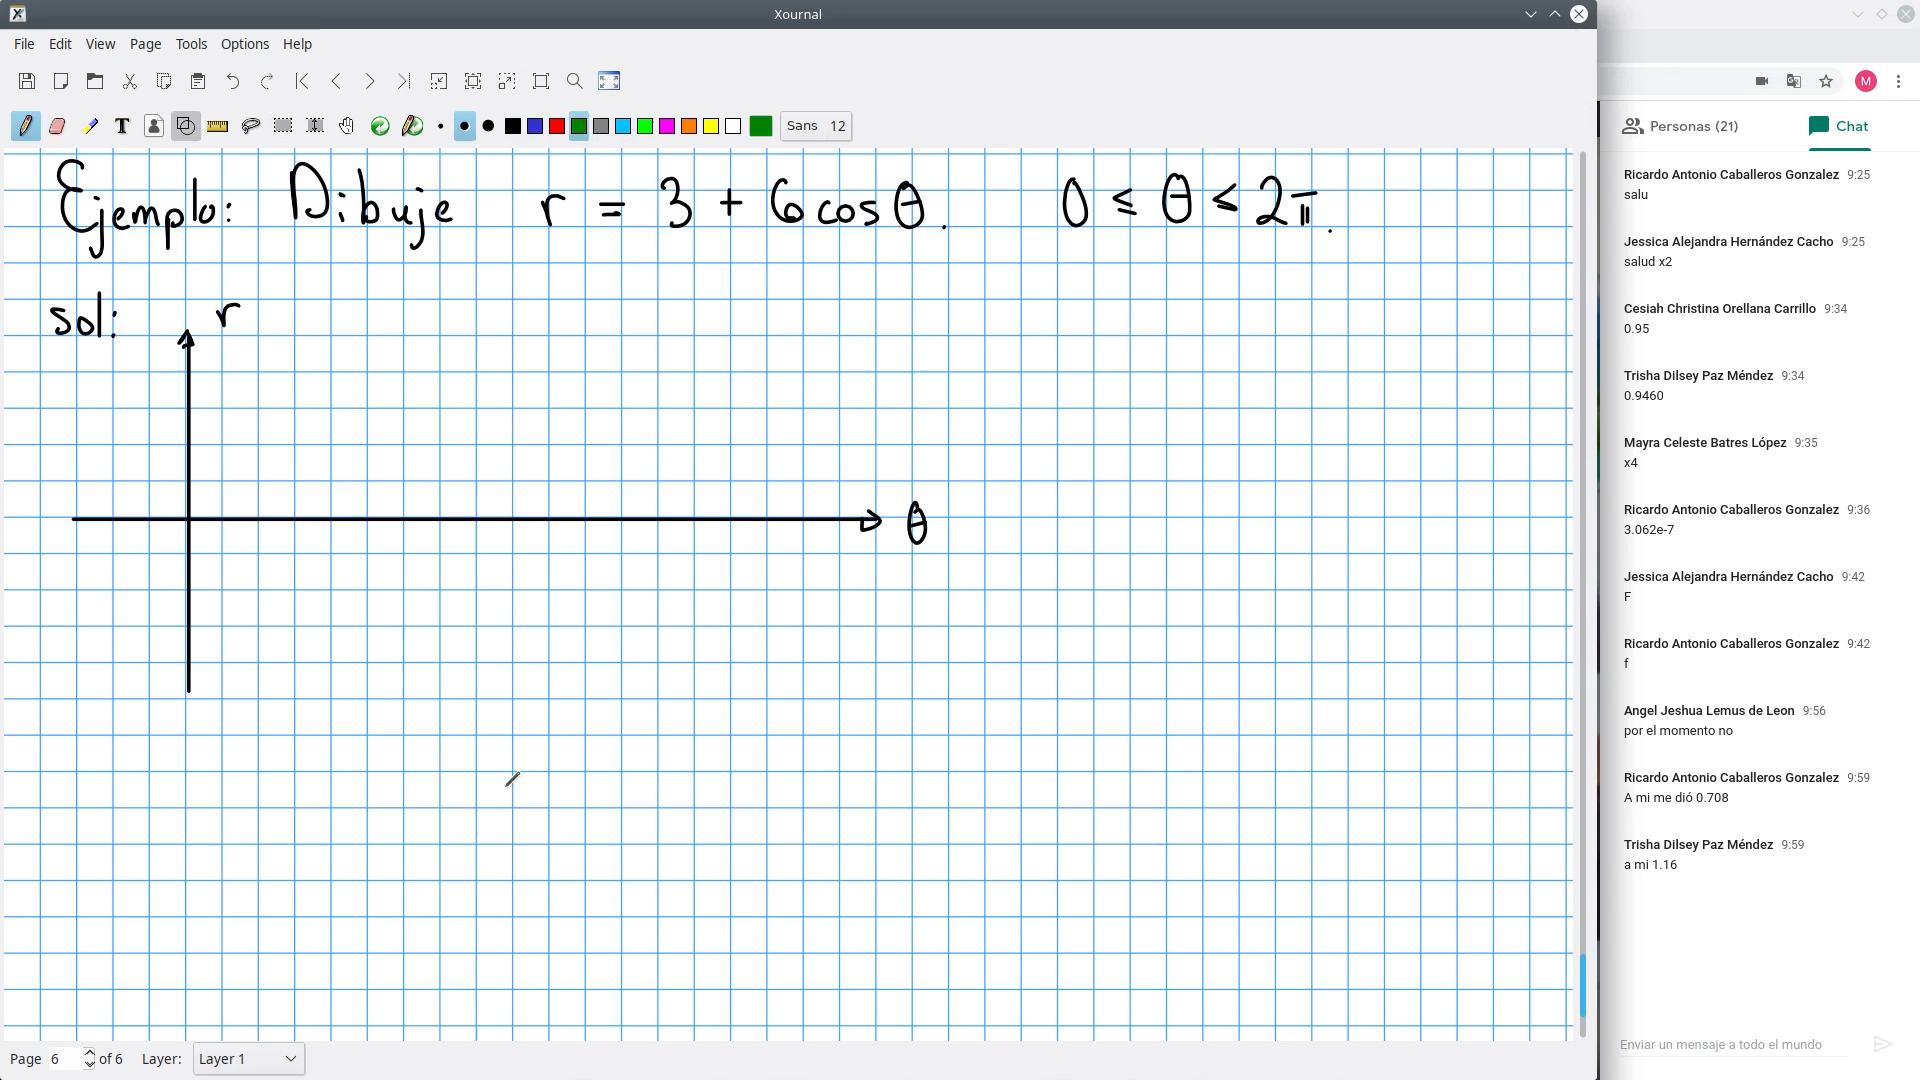 Xournal
File Edit View Page Tools Options Help
Sans 12
Ejemplo: Dibuje r = 3 + 6 cos θ. 0 ≤ θ ≤ 2π.
sol: r
θ
Page 6 of 6 Layer: Layer 1
M
Personas (21) Chat
Ricardo Antonio Caballeros Gonzalez 9:25
salu
Jessica Alejandra Hernández Cacho 9:25
salud x2
Cesiah Christina Orellana Carrillo 9:34
0.95
Trisha Dilsey Paz Méndez 9:34
0.9460
Mayra Celeste Batres López 9:35
x4
Ricardo Antonio Caballeros Gonzalez 9:36
3.062e-7
Jessica Alejandra Hernández Cacho 9:42
F
Ricardo Antonio Caballeros Gonzalez 9:42
f
Angel Jeshua Lemus de Leon 9:56
por el momento no
Ricardo Antonio Caballeros Gonzalez 9:59
A mi me dió 0.708
Trisha Dilsey Paz Méndez 9:59
a mi 1.16
Enviar un mensaje a todo el mundo